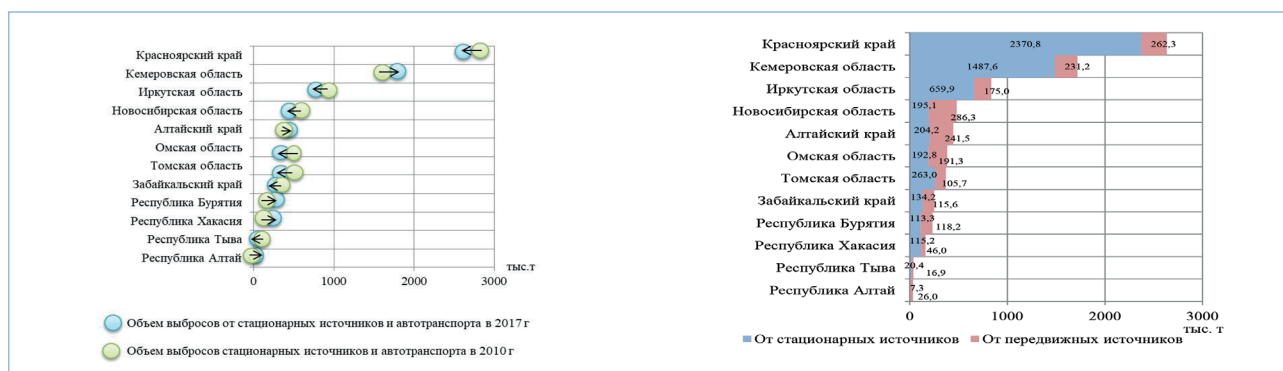 Красноярский край
Кемеровская область
Иркутская область
Новосибирская область
Алтайский край
Омская область
Томская область
Забайкальский край
Республика Бурятия
Республика Хакасия
Республика Тыва
Республика Алтай
0 1000 2000 3000
тыс.т
Объем выбросов от стационарных источников и автотранспорта в 2017 г
Объем выбросов стационарных источников и автотранспорта в 2010 г
Красноярский край 2370,8 262,3
Кемеровская область 1487,6 231,2
Иркутская область 659,9 175,0
Новосибирская область 195,1 286,3
Алтайский край 204,2 241,5
Омская область 192,8 191,3
Томская область 263,0 105,7
Забайкальский край 134,2 115,6
Республика Бурятия 113,3 118,2
Республика Хакасия 115,2 46,0
Республика Тыва 20,4 16,9
Республика Алтай 7,3 26,0
0 1000 2000 3000
тыс. т
От стационарных источников От передвижных источников